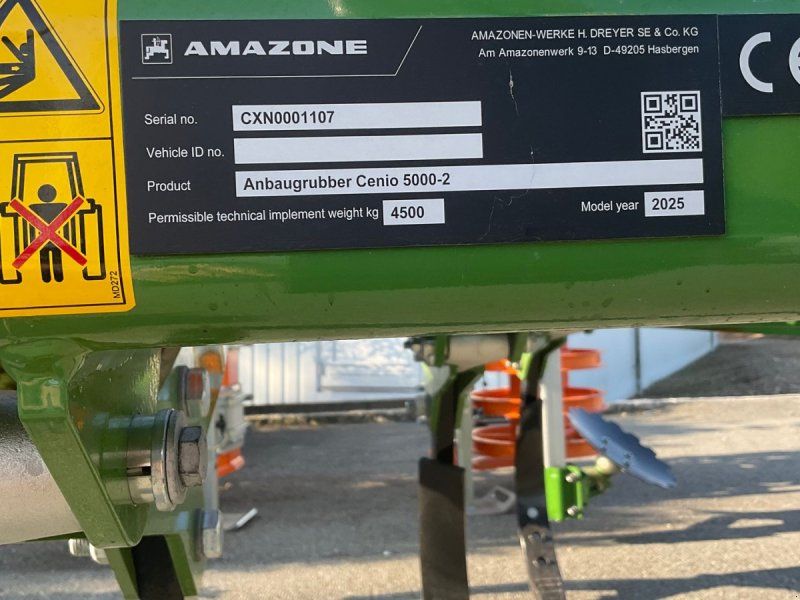 AMAZONE
AMAZONEN-WERKE H. DREYER SE & Co. KG
Am Amazonenwerk 9-13 D-49205 Hasbergen
CE
Serial no. CXN0001107
Vehicle ID no.
Product Anbaugrubber Cenio 5000-2
Permissible technical implement weight kg 4500
Model year 2025
MD272